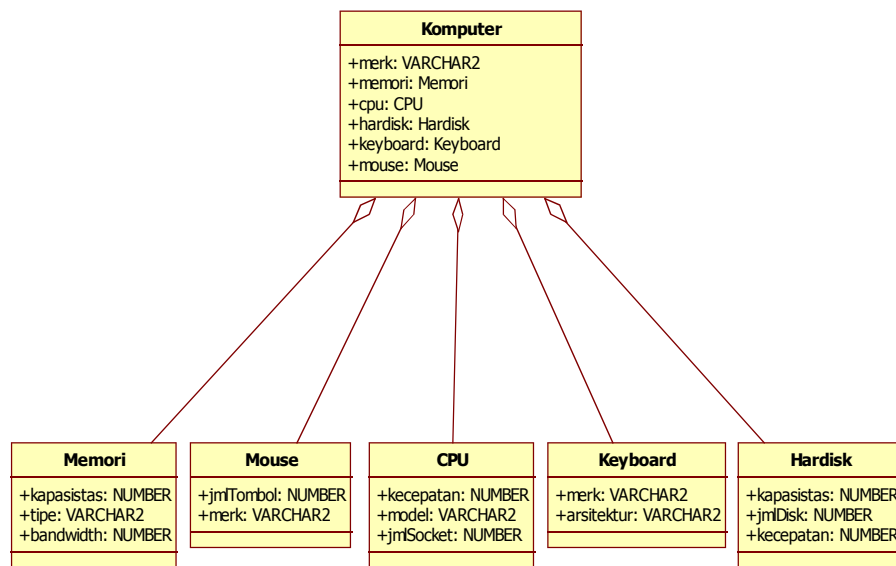 Komputer
+merk: VARCHAR2
+memori: Memori
+cpu: CPU
+hardisk: Hardisk
+keyboard: Keyboard
+mouse: Mouse
Memori
+kapasistas: NUMBER
+tipe: VARCHAR2
+bandwidth: NUMBER
Mouse
+jmlTombol: NUMBER
+merk: VARCHAR2
CPU
+kecepatan: NUMBER
+model: VARCHAR2
+jmlSocket: NUMBER
Keyboard
+merk: VARCHAR2
+arsitektur: VARCHAR2
Hardisk
+kapasistas: NUMBER
+jmlDisk: NUMBER
+kecepatan: NUMBER